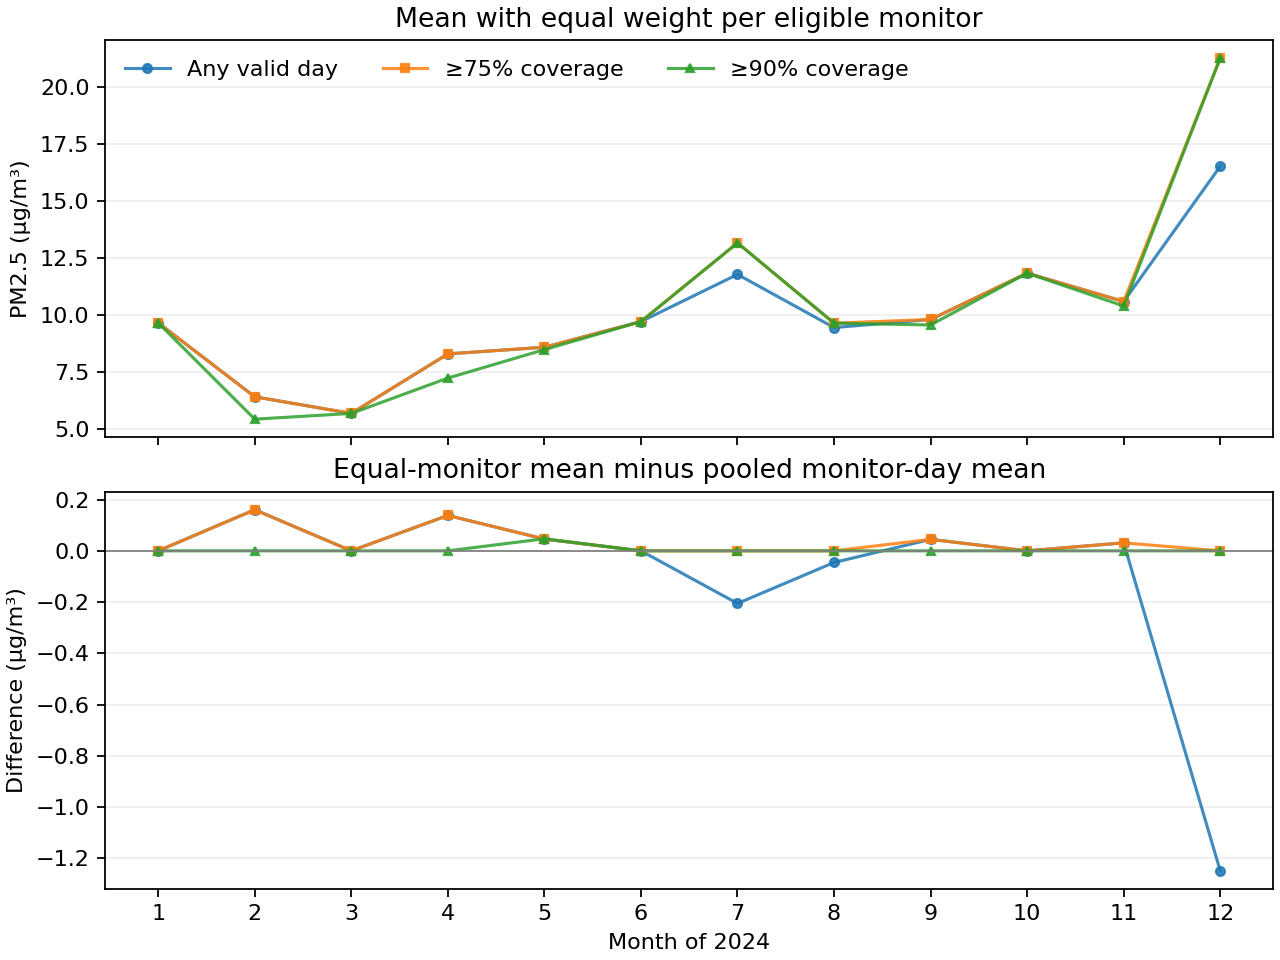 Mean with equal weight per eligible monitor
Any valid day
≥75% coverage
≥90% coverage
20.0
17.5
15.0
12.5
10.0
7.5
5.0
PM2.5 (µg/m³)
Equal-monitor mean minus pooled monitor-day mean
0.2
0.0
−0.2
−0.4
−0.6
−0.8
−1.0
−1.2
Difference (µg/m³)
1 2 3 4 5 6 7 8 9 10 11 12
Month of 2024